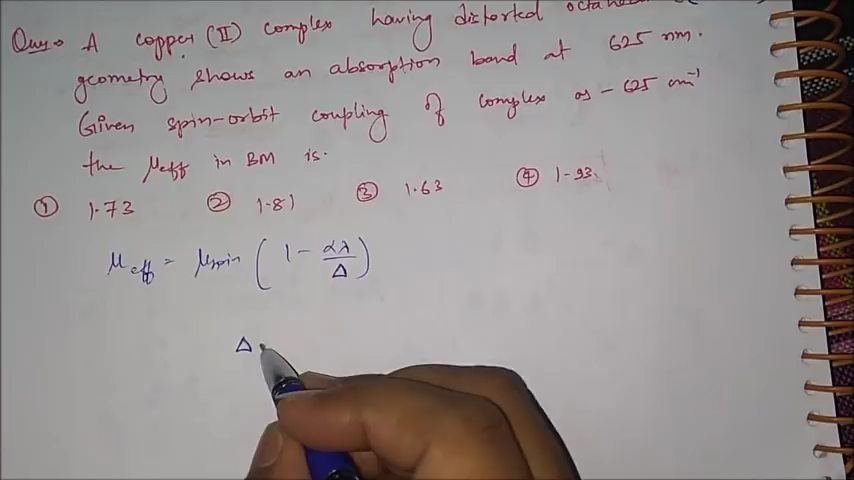 Ques A copper (II) complex having distorted
geometry shows an absorption band at 625 nm.
Given spin-orbit coupling of complex as - 625 cm⁻¹
the μeff in BM is.
① 1.73 ② 1.81 ③ 1.63 ④ 1.93
μeff = μspin ( 1 - αλ/Δ )
Δ